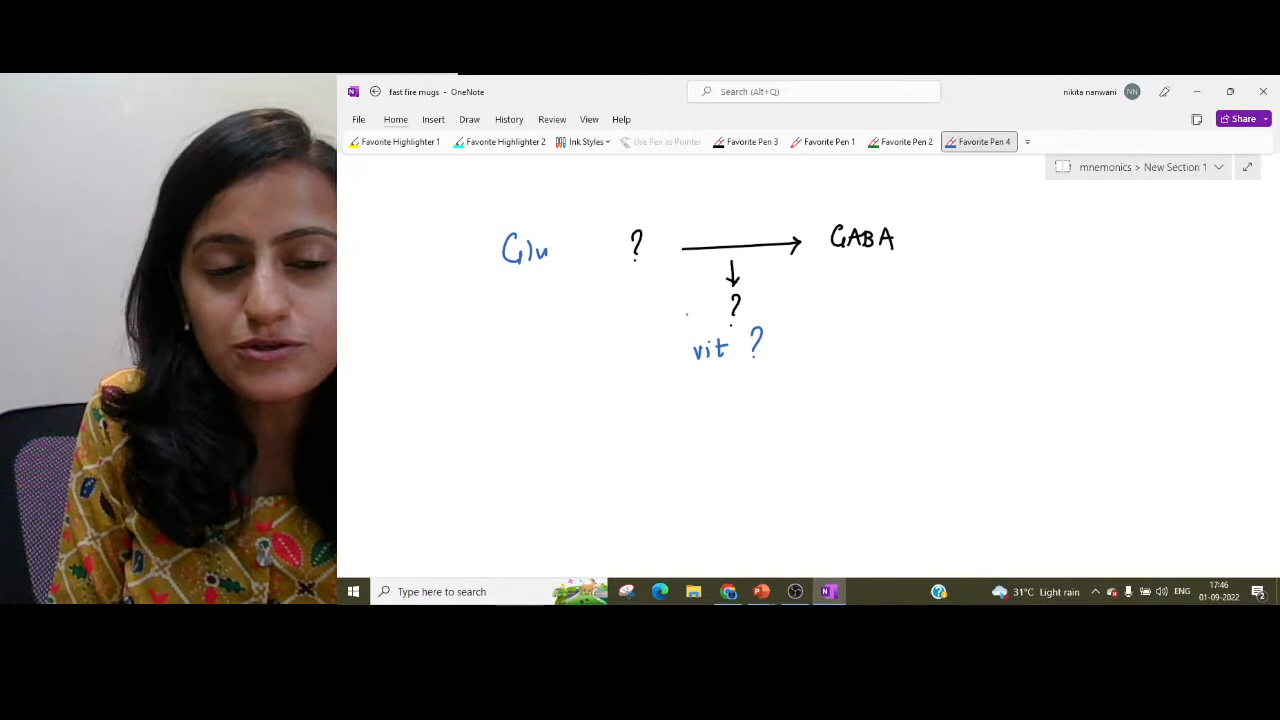 fast fire mugs - OneNote
Search (Alt+Q)
nikita nanwani NN
File Home Insert Draw History Review View Help
Share
Favorite Highlighter 1 Favorite Highlighter 2 Ink Styles Use Pen as Pointer Favorite Pen 3 Favorite Pen 1 Favorite Pen 2 Favorite Pen 4
mnemonics > New Section 1
Glu ? → GABA
↓
?
vit ?
Type here to search
31°C Light rain
ENG
17:46
01-09-2022
2